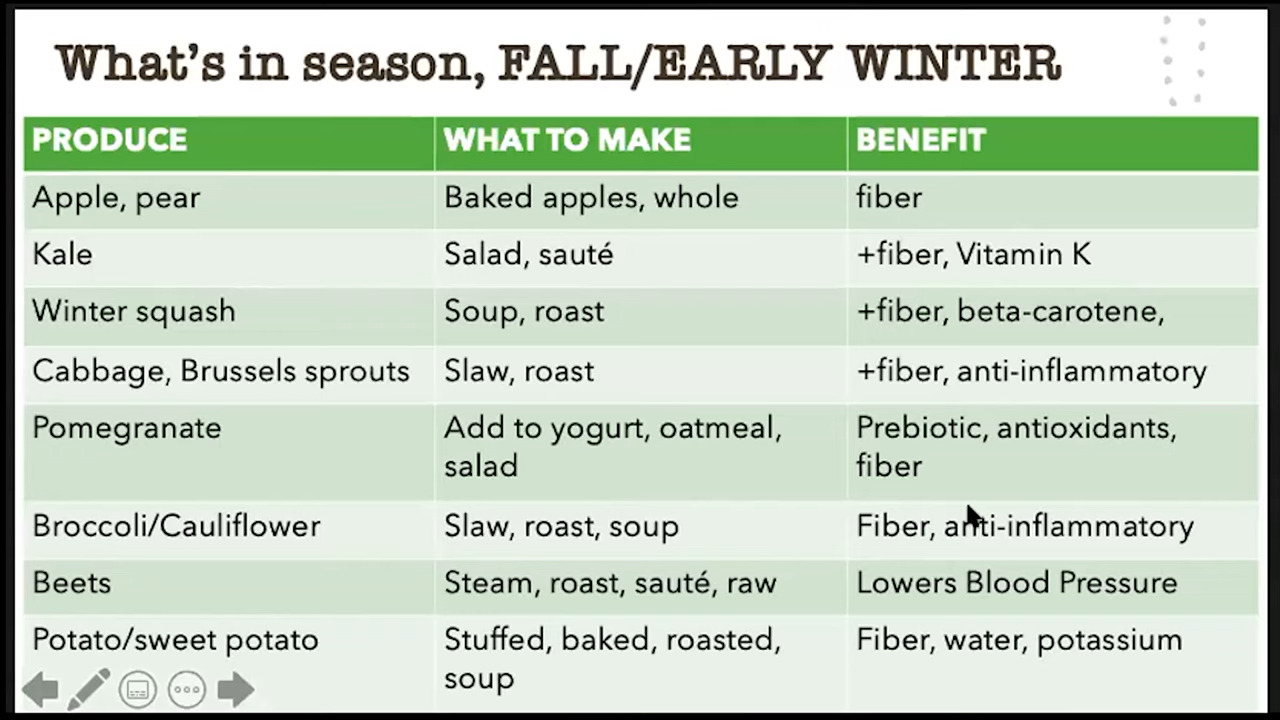 What's in season, FALL/EARLY WINTER
PRODUCE WHAT TO MAKE BENEFIT
Apple, pear Baked apples, whole fiber
Kale Salad, sauté +fiber, Vitamin K
Winter squash Soup, roast +fiber, beta-carotene,
Cabbage, Brussels sprouts Slaw, roast +fiber, anti-inflammatory
Pomegranate Add to yogurt, oatmeal, Prebiotic, antioxidants,
salad fiber
Broccoli/Cauliflower Slaw, roast, soup Fiber, anti-inflammatory
Beets Steam, roast, sauté, raw Lowers Blood Pressure
Potato/sweet potato Stuffed, baked, roasted, Fiber, water, potassium
soup